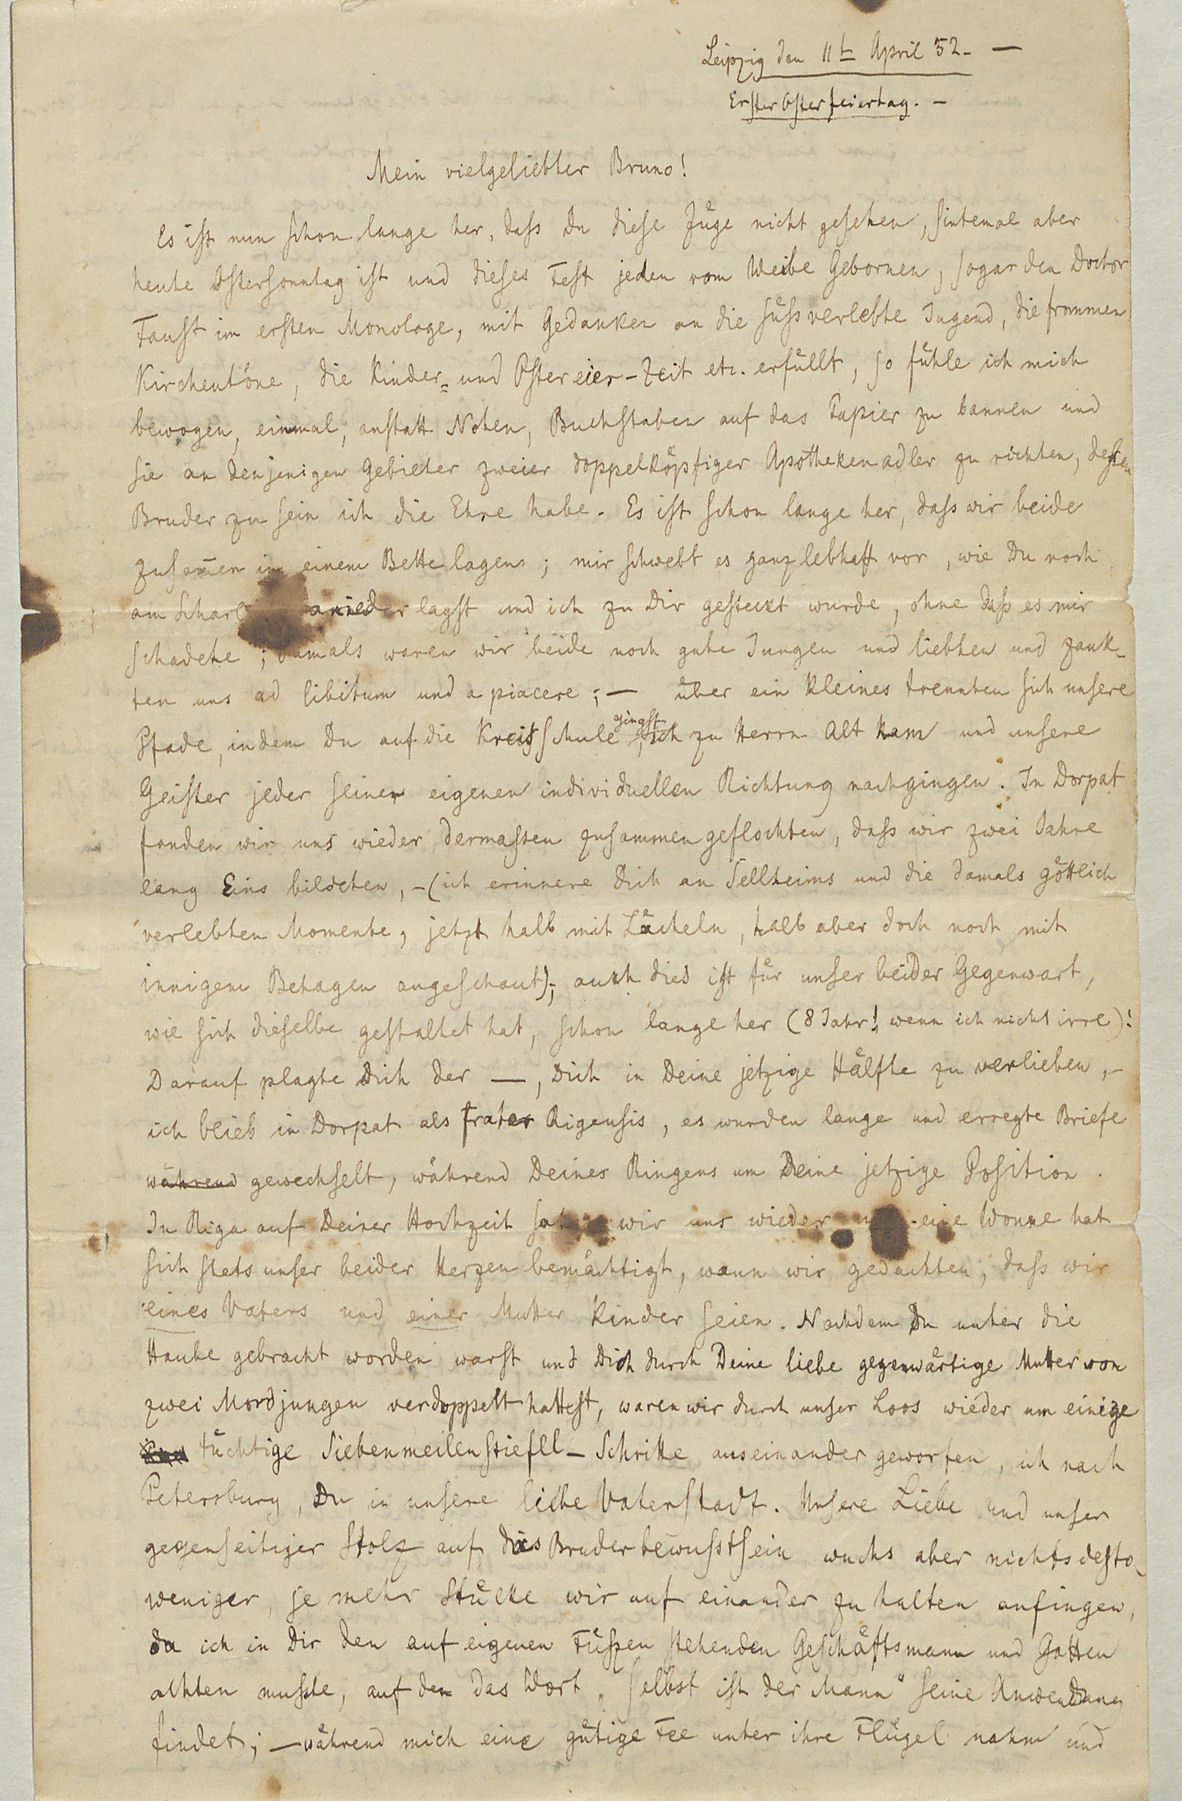 Leipzig den 11t April 52. —
Erster Osterfeiertag. —
Mein vielgeliebter Bruno!
Es ist nun schon lange her, dass Du diese Züge nicht gesehen, sintemal aber
heute Ostersonntag ist und dieses Fest jeden vom Weibe Gebornen, sogar den Doctor
Faust im ersten Monologe, mit Gedanken an die süss verlebte Jugend, die frommen
Kirchentöne, die Kinder- und Ostereier-Zeit etc. erfüllt, so fühle ich mich
bewogen, einmal, anstatt Noten, Buchstaben auf das Papier zu bannen und
sie an denjenigen Gebieter zweier doppelköpfiger Apothekenadler zu richten, dessen
Bruder zu sein ich die Ehre habe. Es ist schon lange her, dass wir beide
zusam̄en in einem Bette lagen; mir schwebt es ganz lebhaft vor, wie Du noch
am Scharl darnieder lagst und ich zu Dir gesteckt wurde, ohne dass es mir
schadete; damals waren wir beide noch gute Jungen und liebten und zank-
ten uns ad libitum und a piacere; — über ein kleines trennten sich unsere
Pfade, indem Du auf die Kreisschule gingst, ich zu Herrn Alt kam und unsere
Geister jeder seiner eigenen individuellen Richtung nachgingen. In Dorpat
fanden wir uns wieder dermassen zusammengeflochten, dass wir zwei Jahre
lang Eins bildeten, – (ich erinnere Dich an Sellheims und die damals göttlich
verlebten Momente, jetzt halb mit Lächeln, halb aber doch noch mit
innigem Behagen angeschaut); auch dies ist für unser beider Gegenwart,
wie sich dieselbe gestaltet hat, schon lange her (8 Jahr!, wenn ich nicht irre)!
Darauf plagte Dich der —, Dich in Deine jetzige Hälfte zu verlieben, –
ich blieb in Dorpat als frater Rigensis, es wurden lange und erregte Briefe
während gewechselt, während Deines Ringens um Deine jetzige Position.
In Riga auf Deiner Hochzeit sahen wir uns wieder eine Wonne hat
sich stets unser beider Herzen bemächtigt, wann wir gedachten, dass wir
eines Vaters und einer Mutter Kinder seien. Nachdem Du unter die
Haube gebracht worden warst und Dich durch Deine liebe gegenwärtige Mutter von
zwei Mordjungen verdoppelt hattest, waren wir durch unser Loos wieder um einige
tüchtige Siebenmeilenstiefel-Schritte auseinander geworfen, ich nach
Petersburg, Du in unsere liebe Vaterstadt. Unsere Liebe und unser
gegenseitiger Stolz auf dies Bruderbewusstsein wuchs aber nichtsdesto-
weniger, je mehr Stücke wir auf einander zu halten anfingen,
da ich in Dir den auf eigenen Füszen stehenden Geschäftsmann und Gatten
achten musste, auf den das Wort „Selbst ist der Mann" seine Anwendung
findet; — während mich eine gütige Fee unter ihre Flügel nahm und